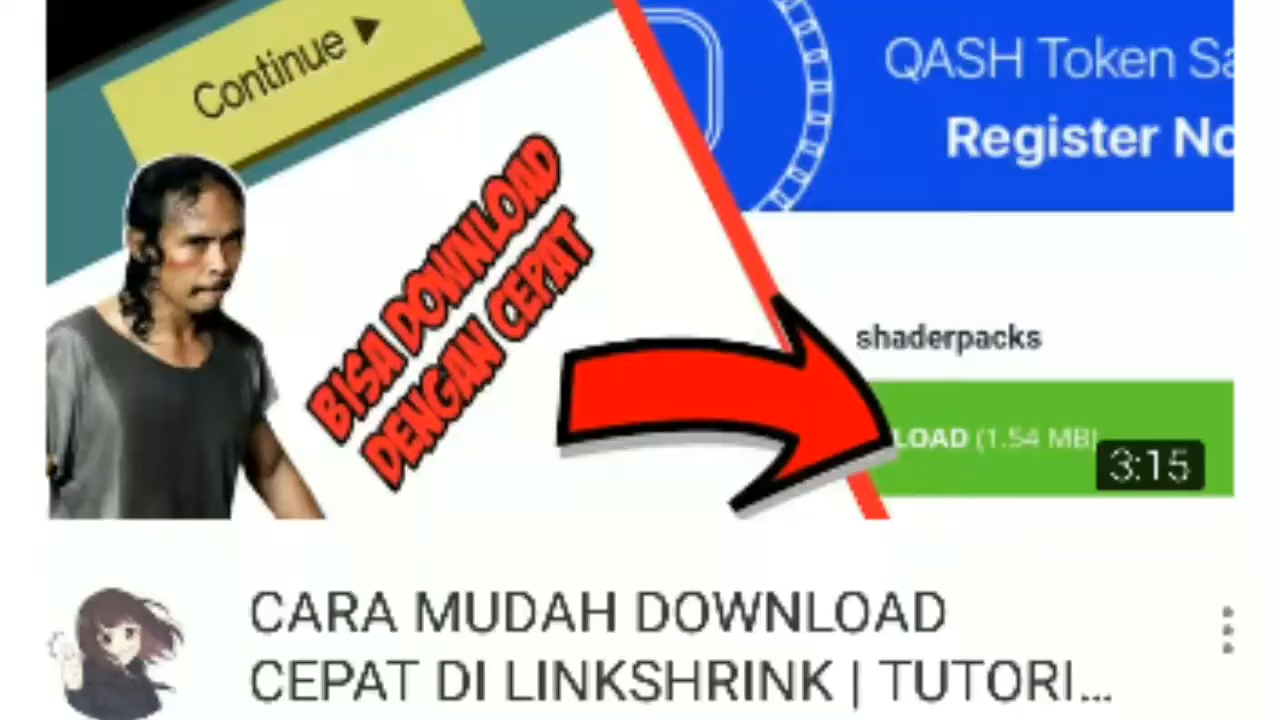 Continue ▶
QASH Token Sa
Register No
BISA DOWNLOAD
DENGAN CEPAT
shaderpacks
LOAD (1.54 MB)
3:15
CARA MUDAH DOWNLOAD
CEPAT DI LINKSHRINK | TUTORI...